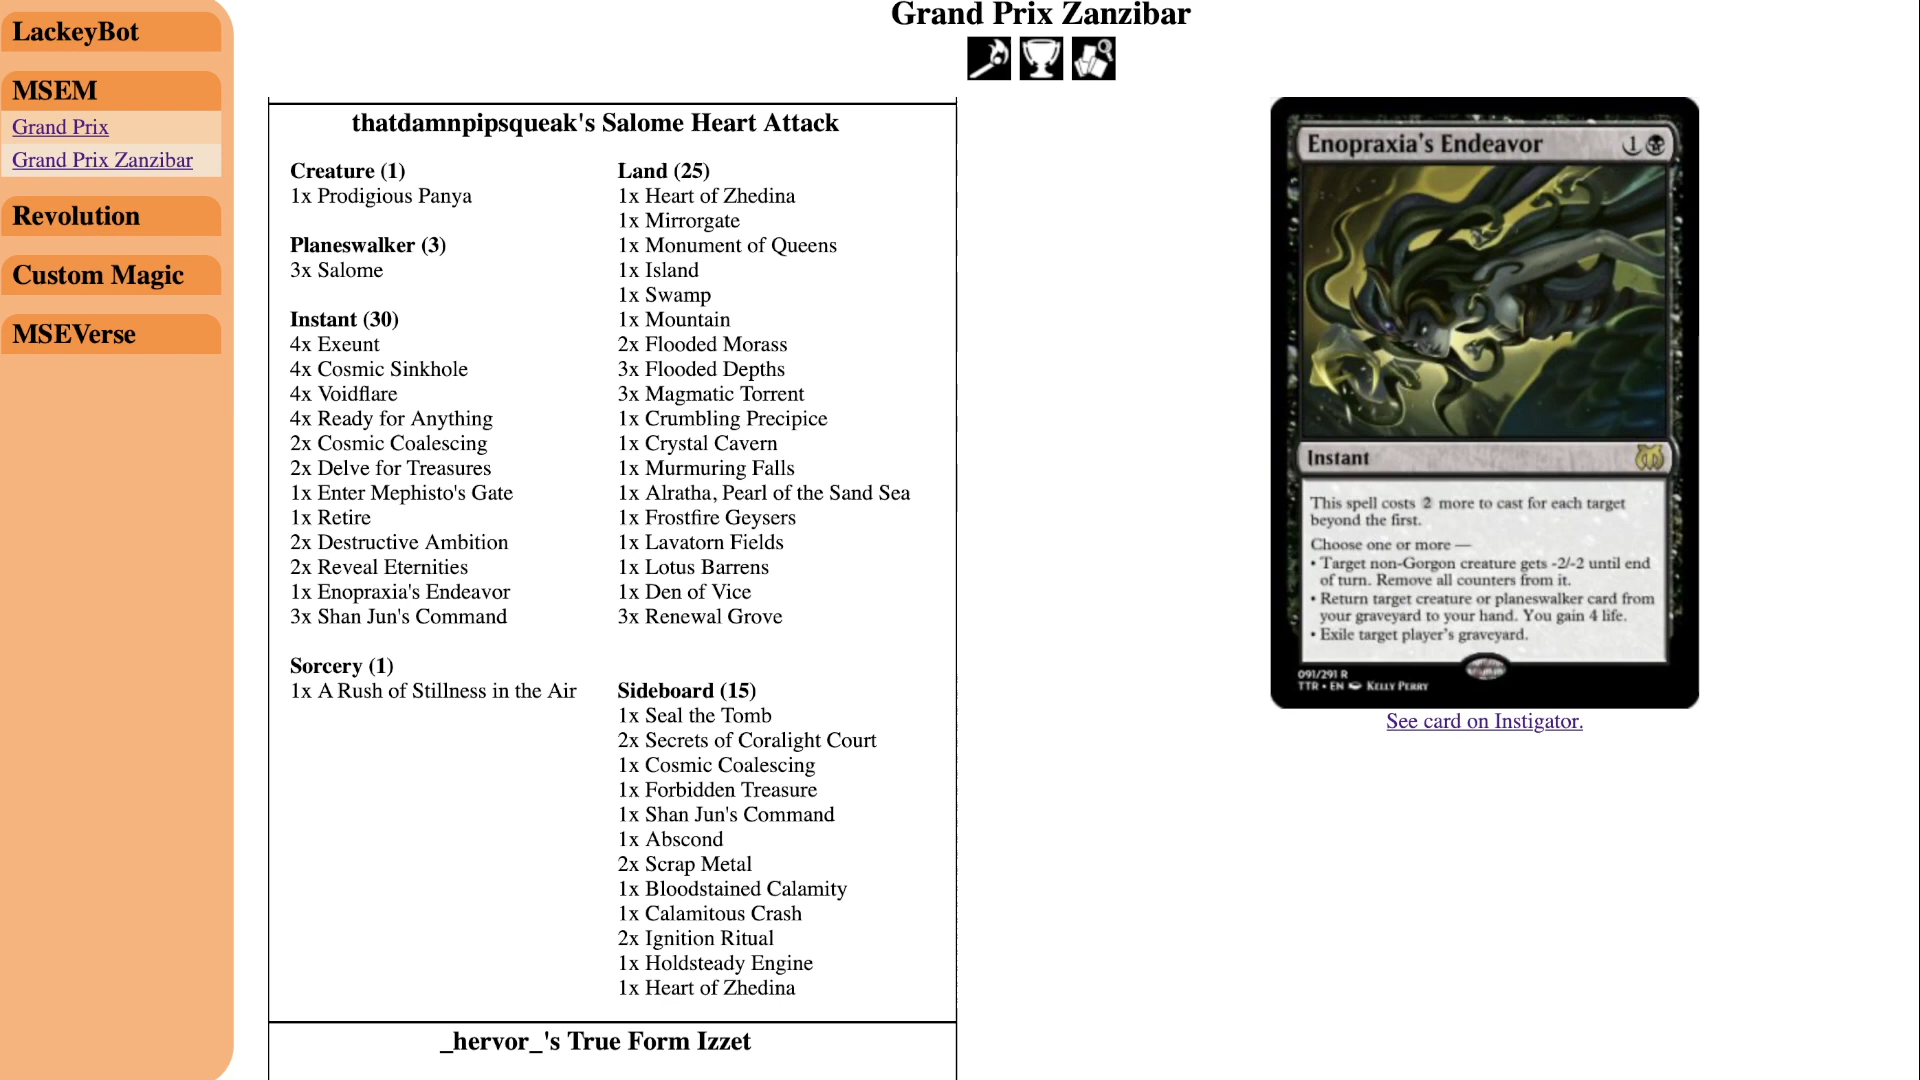 LackeyBot
MSEM
Grand Prix
Grand Prix Zanzibar
Revolution
Custom Magic
MSEVerse
Grand Prix Zanzibar
thatdamnpipsqueak's Salome Heart Attack
Creature (1)
1x Prodigious Panya
Planeswalker (3)
3x Salome
Instant (30)
4x Exeunt
4x Cosmic Sinkhole
4x Voidflare
4x Ready for Anything
2x Cosmic Coalescing
2x Delve for Treasures
1x Enter Mephisto's Gate
1x Retire
2x Destructive Ambition
2x Reveal Eternities
1x Enopraxia's Endeavor
3x Shan Jun's Command
Sorcery (1)
1x A Rush of Stillness in the Air
Land (25)
1x Heart of Zhedina
1x Mirrorgate
1x Monument of Queens
1x Island
1x Swamp
1x Mountain
2x Flooded Morass
3x Flooded Depths
3x Magmatic Torrent
1x Crumbling Precipice
1x Crystal Cavern
1x Murmuring Falls
1x Alratha, Pearl of the Sand Sea
1x Frostfire Geysers
1x Lavatorn Fields
1x Lotus Barrens
1x Den of Vice
3x Renewal Grove
Sideboard (15)
1x Seal the Tomb
2x Secrets of Coralight Court
1x Cosmic Coalescing
1x Forbidden Treasure
1x Shan Jun's Command
1x Abscond
2x Scrap Metal
1x Bloodstained Calamity
1x Calamitous Crash
2x Ignition Ritual
1x Holdsteady Engine
1x Heart of Zhedina
_hervor_'s True Form Izzet
Enopraxia's Endeavor 1
Instant
This spell costs 2 more to cast for each target
beyond the first.
Choose one or more —
• Target non-Gorgon creature gets -2/-2 until end
of turn. Remove all counters from it.
• Return target creature or planeswalker card from
your graveyard to your hand. You gain 4 life.
• Exile target player's graveyard.
091/291 R
TTR • EN KELLY PERRY
See card on Instigator.